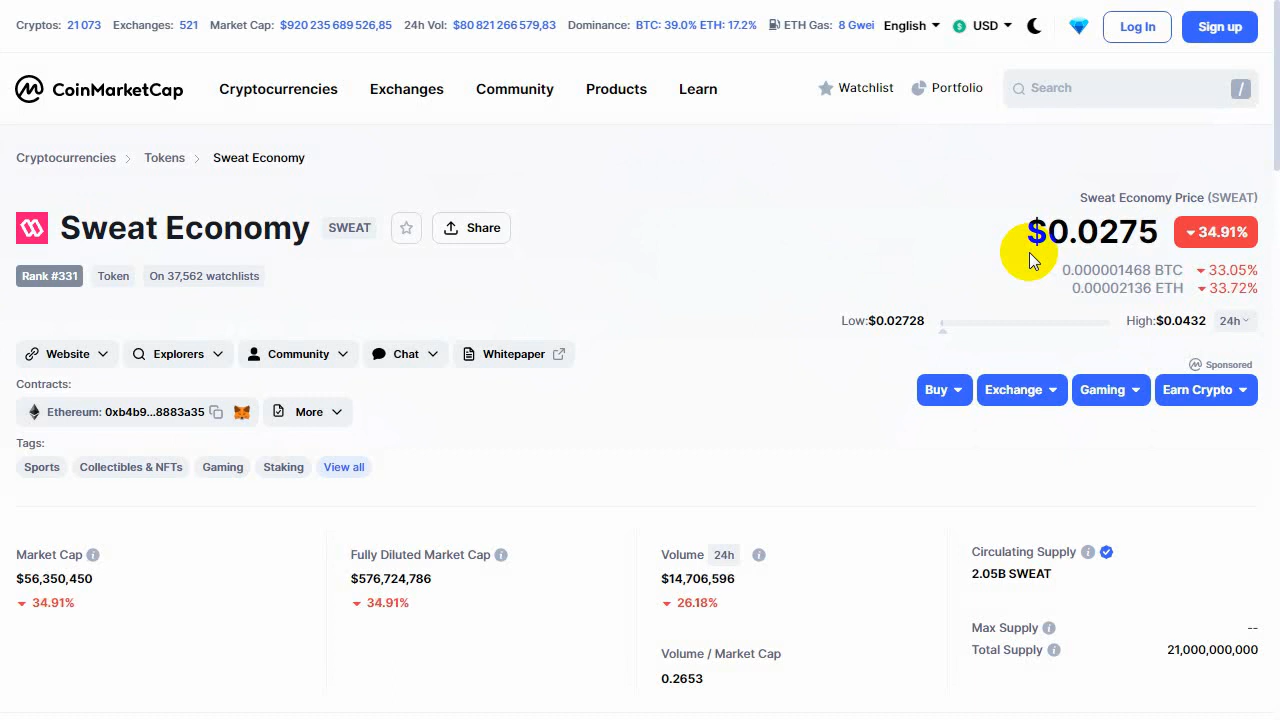 Cryptos: 21 073 Exchanges: 521 Market Cap: $920 235 689 526,85 24h Vol: $80 821 266 579,83 Dominance: BTC: 39.0% ETH: 17.2% ETH Gas: 8 Gwei English USD Log In Sign up
CoinMarketCap Cryptocurrencies Exchanges Community Products Learn Watchlist Portfolio Search /
Cryptocurrencies Tokens Sweat Economy
Sweat Economy Price (SWEAT)
Sweat Economy SWEAT Share $0.0275 34.91%
Rank #331 Token On 37,562 watchlists 0.000001468 BTC 33.05%
0.00002136 ETH 33.72%
Low:$0.02728 High:$0.0432 24h
Website Explorers Community Chat Whitepaper
Sponsored
Contracts:
Buy Exchange Gaming Earn Crypto
Ethereum: 0xb4b9...8883a35 More
Tags:
Sports Collectibles & NFTs Gaming Staking View all
Market Cap Fully Diluted Market Cap Volume 24h Circulating Supply
$56,350,450 $576,724,786 $14,706,596 2.05B SWEAT
34.91% 34.91% 26.18%
Max Supply --
Volume / Market Cap Total Supply 21,000,000,000
0.2653